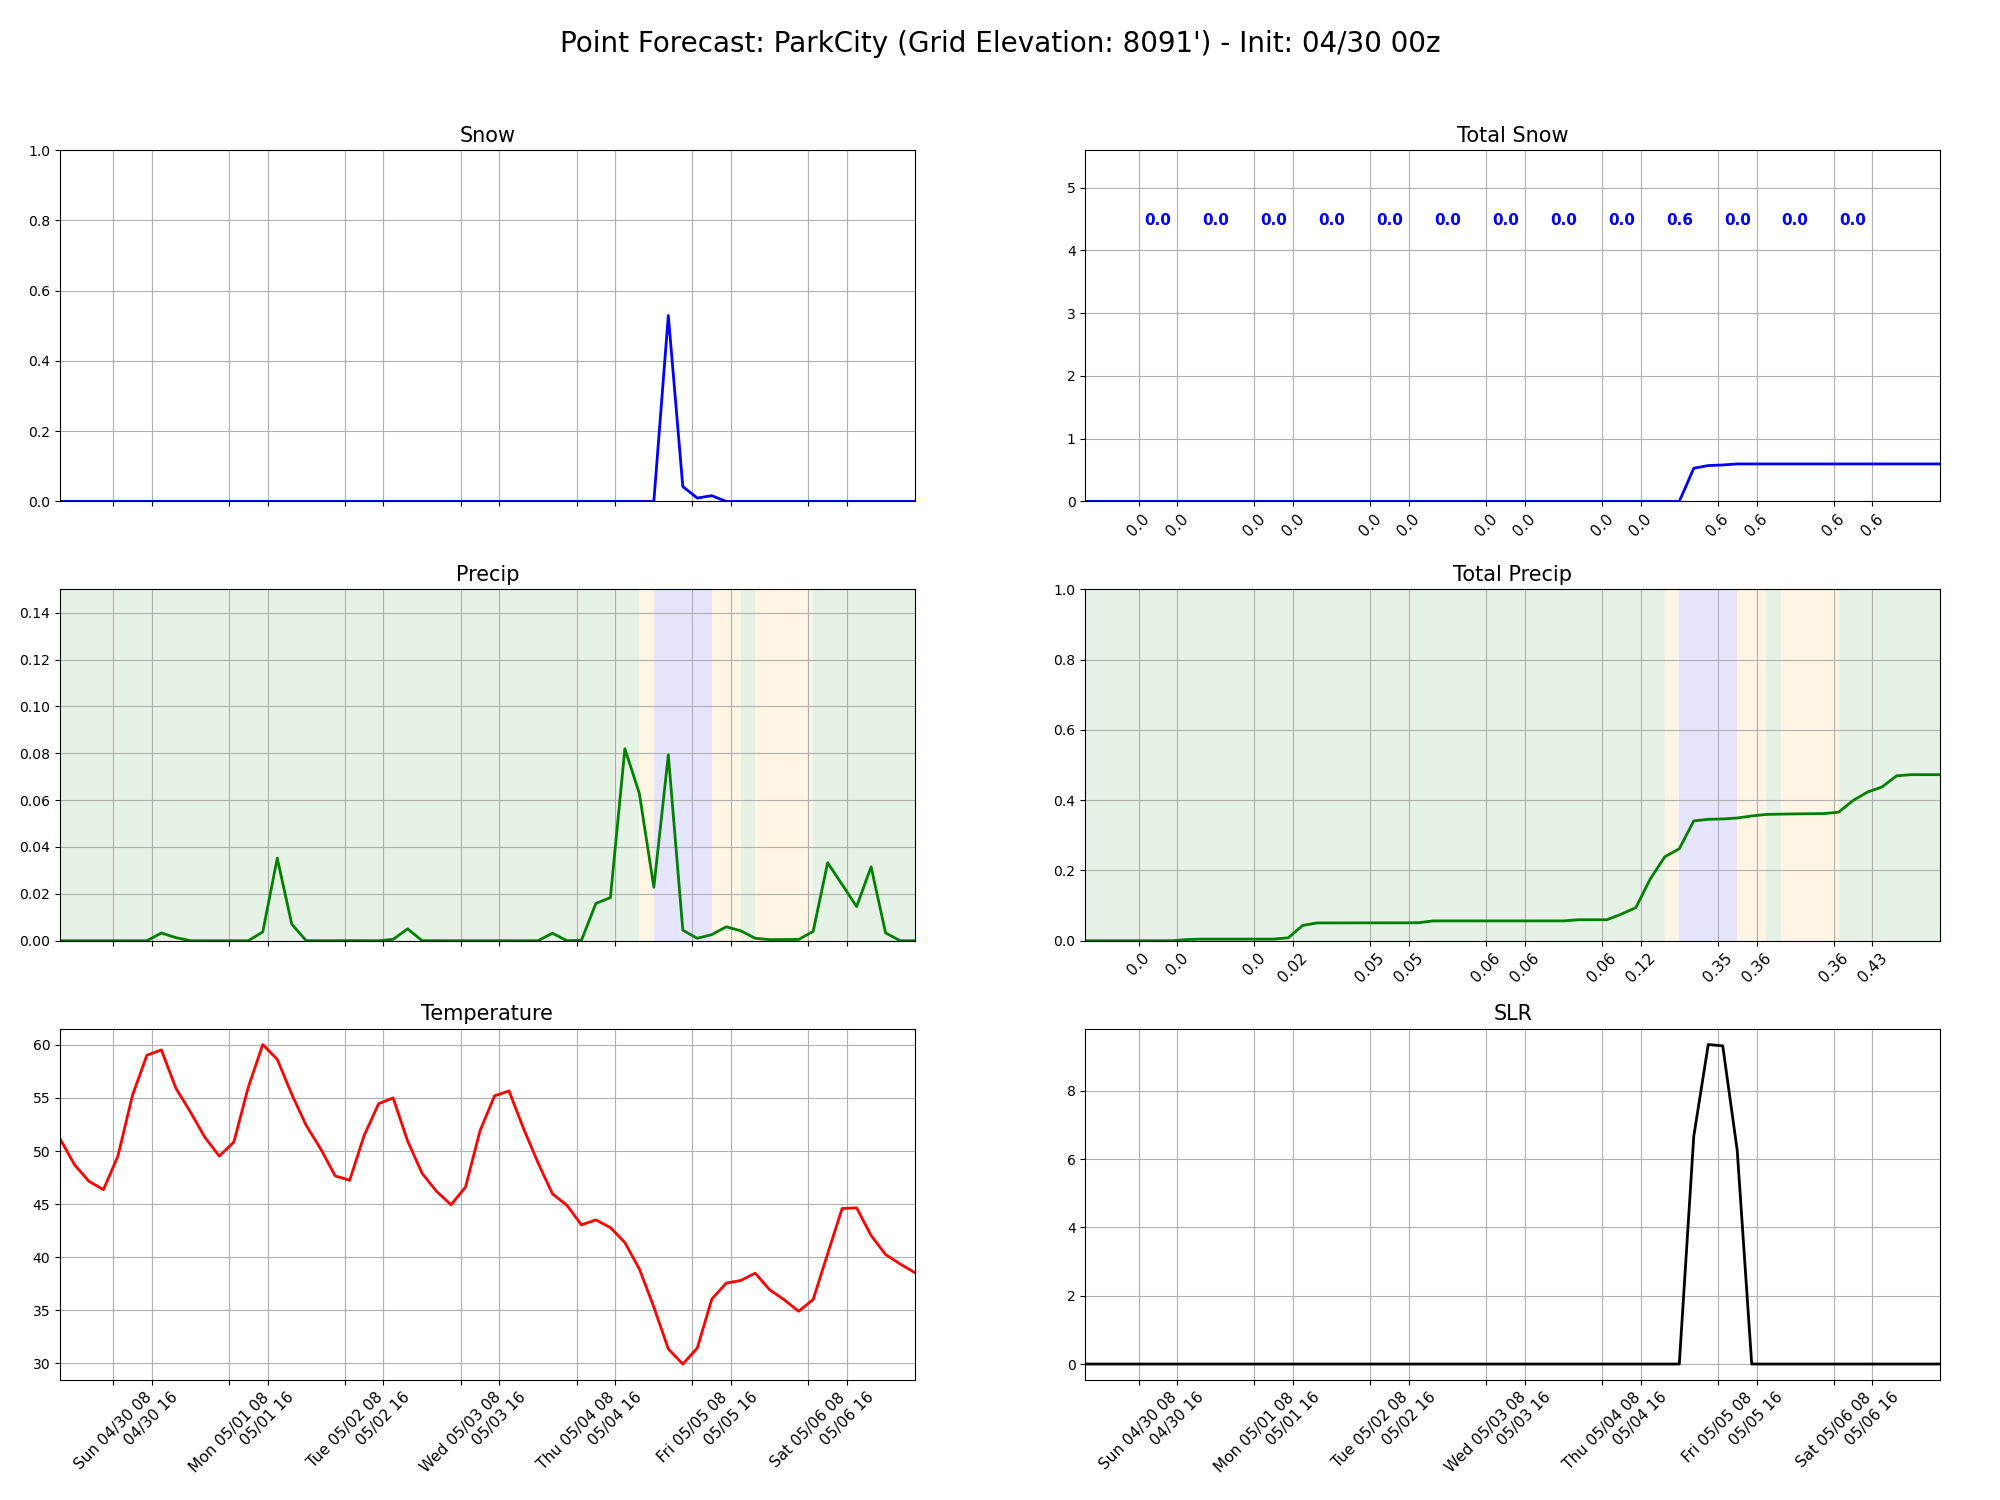 Point Forecast: ParkCity (Grid Elevation: 8091') - Init: 04/30 00z
Snow
1.0
0.8
0.6
0.4
0.2
0.0
Total Snow
5
4
3
2
1
0
0.0 0.0 0.0 0.0 0.0 0.0 0.0 0.0 0.0 0.6 0.0 0.0 0.0
0.0 0.0 0.0 0.0 0.0 0.0 0.0 0.0 0.0 0.0 0.6 0.6 0.6 0.6
Precip
0.14
0.12
0.10
0.08
0.06
0.04
0.02
0.00
Total Precip
1.0
0.8
0.6
0.4
0.2
0.0
0.0 0.0 0.0 0.02 0.05 0.05 0.06 0.06 0.06 0.12 0.35 0.36 0.36 0.43
Temperature
60
55
50
45
40
35
30
Sun 04/30 08
04/30 16
Mon 05/01 08
05/01 16
Tue 05/02 08
05/02 16
Wed 05/03 08
05/03 16
Thu 05/04 08
05/04 16
Fri 05/05 08
05/05 16
Sat 05/06 08
05/06 16
SLR
8
6
4
2
0
Sun 04/30 08
04/30 16
Mon 05/01 08
05/01 16
Tue 05/02 08
05/02 16
Wed 05/03 08
05/03 16
Thu 05/04 08
05/04 16
Fri 05/05 08
05/05 16
Sat 05/06 08
05/06 16